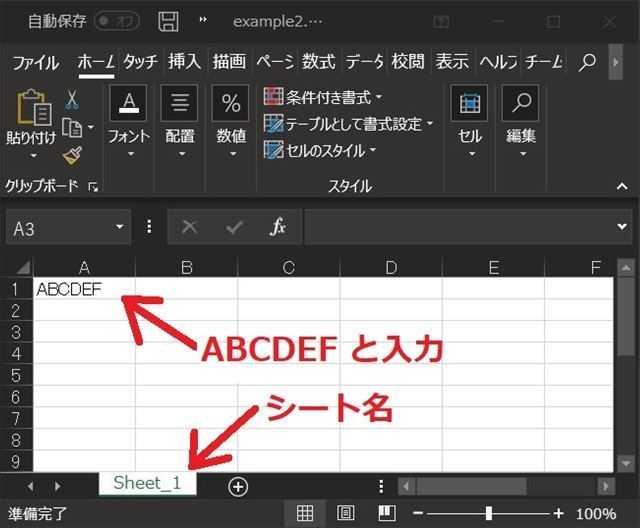 自動保存 オフ example2.…
ファイル ホーム タッチ 挿入 描画 ページ 数式 データ 校閲 表示 ヘルプ チーム
貼り付け フォント 配置 % 数値 条件付き書式 セル 編集
テーブルとして書式設定
セルのスタイル
クリップボード スタイル
A3 fx
A B C D E F
1 ABCDEF
2
3
ABCDEF と入力
4
5
6
シート名
7
8
9
Sheet_1
準備完了 100%